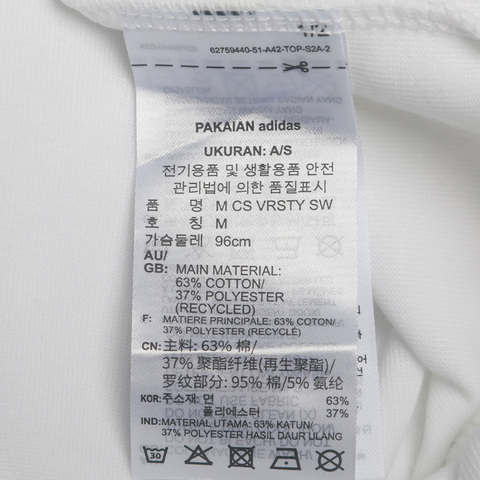 1/2
62759440-51-A42-TOP-S2A-2
PAKAIAN adidas
UKURAN: A/S
전기용품 및 생활용품 안전
관리법에 의한 품질표시
품 명 M CS VRSTY SW
호 칭 M
가슴둘레 96cm
AU/
GB: MAIN MATERIAL:
63% COTTON/
37% POLYESTER
(RECYCLED)
F: MATIERE PRINCIPALE: 63% COTON/
37% POLYESTER (RECYCLÉ)
CN: 主料: 63% 棉/
37% 聚酯纤维(再生聚酯)/
罗纹部分: 95% 棉/5% 氨纶
KOR: 주소재: 면 63%
폴리에스터 37%
IND: MATERIAL UTAMA: 63% KATUN/
37% POLYESTER HASIL DAUR ULANG
30